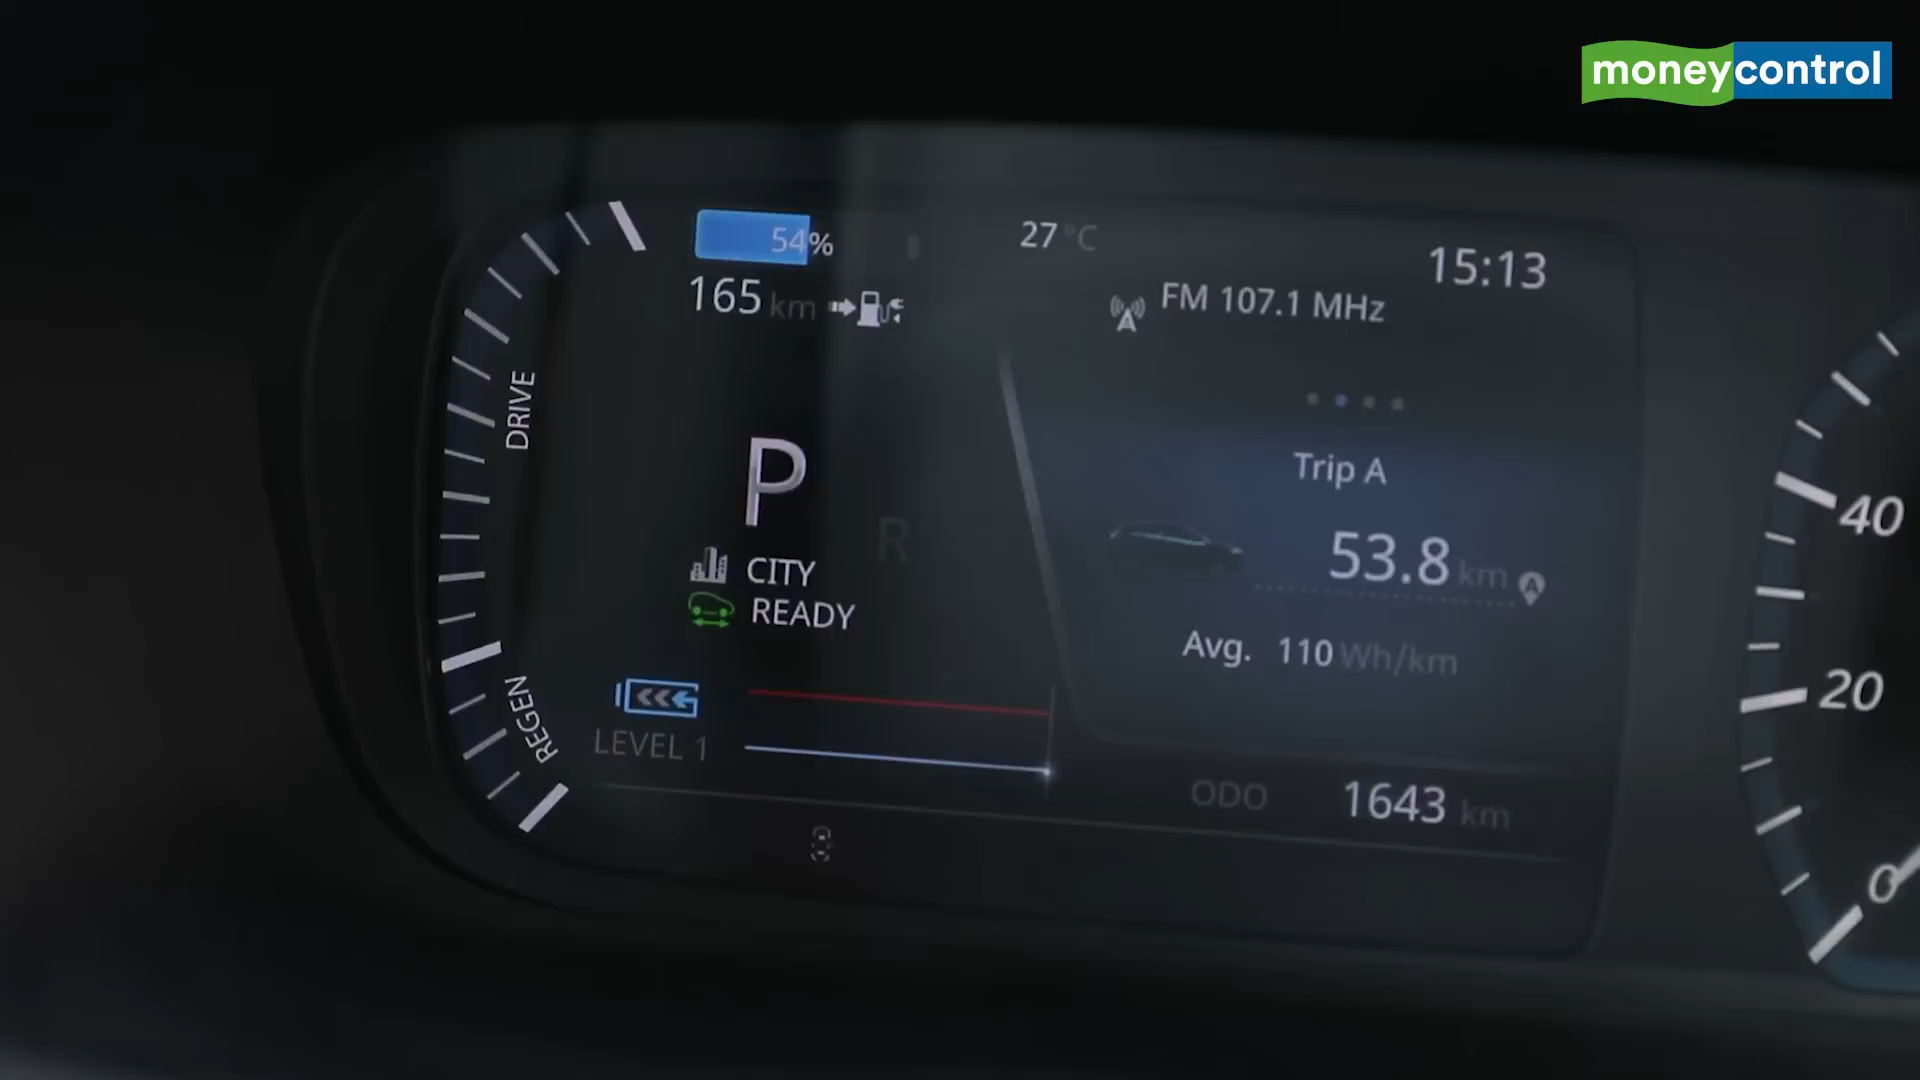 moneycontrol
54%
27 °C
15:13
165 km
FM 107.1 MHz
DRIVE
Trip A
P
R
40
53.8 km
CITY
READY
Avg. 110 Wh/km
20
REGEN
LEVEL 1
ODO 1643 km
0